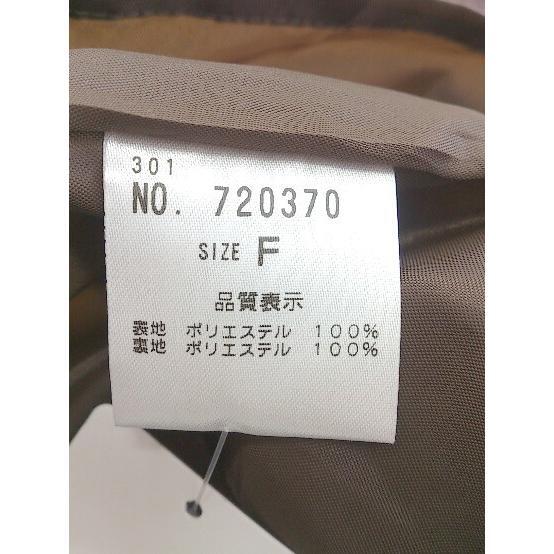 301
NO. 720370
SIZE F
品質表示
表地 ポリエステル 100%
裏地 ポリエステル 100%